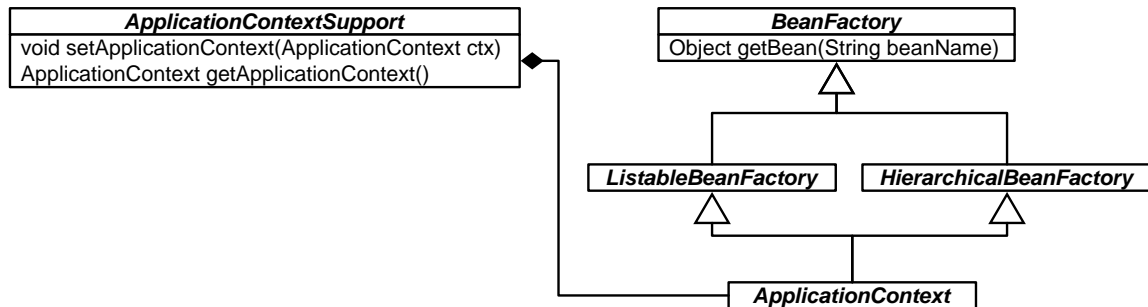 ApplicationContextSupport
void setApplicationContext(ApplicationContext ctx)
ApplicationContext getApplicationContext()
BeanFactory
Object getBean(String beanName)
ListableBeanFactory
HierarchicalBeanFactory
ApplicationContext